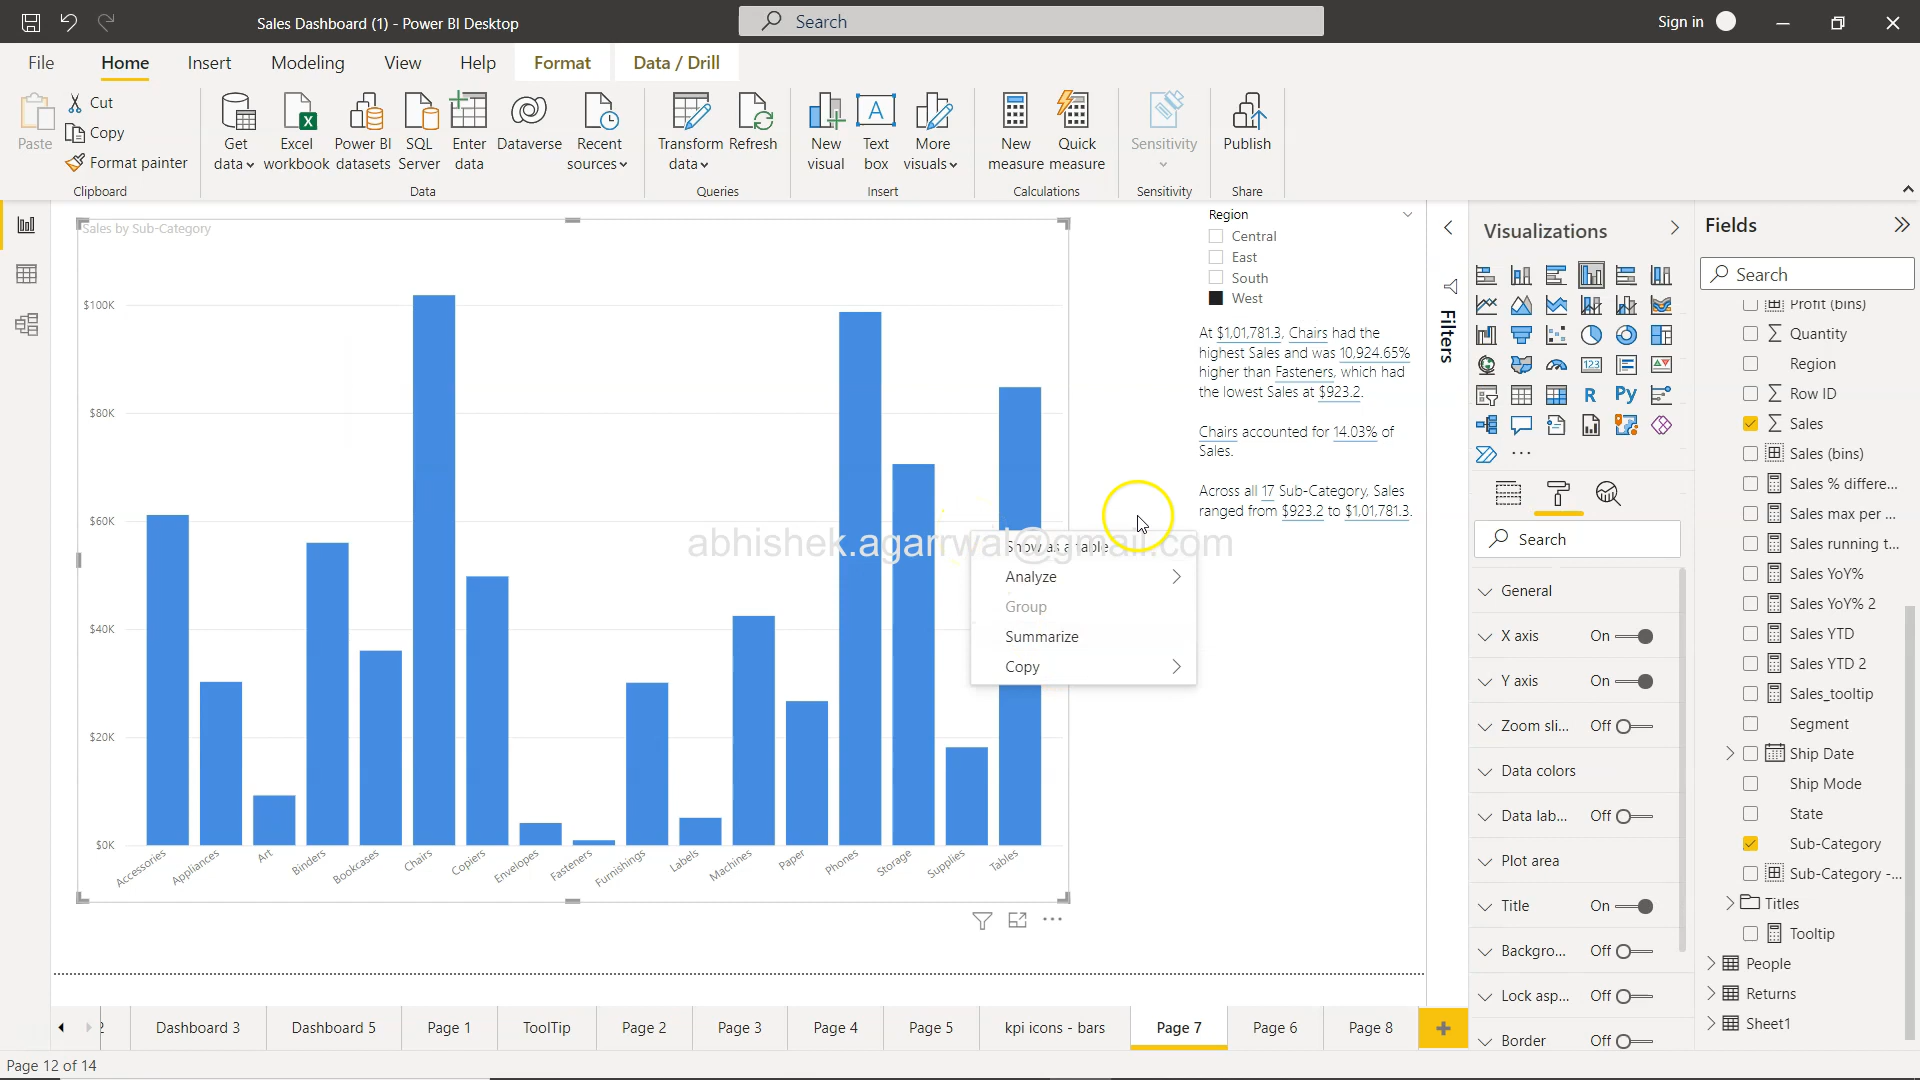 Sales Dashboard (1) - Power BI Desktop
Search
Sign in
File
Home
Insert
Modeling
View
Help
Format
Data / Drill
Paste
Cut
Copy
Format painter
Clipboard
Get data
Excel workbook
Power BI datasets
SQL Server
Enter data
Dataverse
Recent sources
Data
Transform data
Refresh
Queries
New visual
Text box
More visuals
Insert
New measure
Quick measure
Calculations
Sensitivity
Sensitivity
Publish
Share
Sales by Sub-Category
$100K
$80K
$60K
$40K
$20K
$0K
Accessories
Appliances
Art
Binders
Bookcases
Chairs
Copiers
Envelopes
Fasteners
Furnishings
Labels
Machines
Paper
Phones
Storage
Supplies
Tables
Region
Central
East
South
West
At $1,01,781.3, Chairs had the
highest Sales and was 10,924.65%
higher than Fasteners, which had
the lowest Sales at $923.2.
Chairs accounted for 14.03% of
Sales.
Across all 17 Sub-Category, Sales
ranged from $923.2 to $1,01,781.3.
abhishek.agarrwal@gmail.com
Show as a table
Analyze
Group
Summarize
Copy
Filters
Visualizations
123
R
Py
Search
General
X axis On
Y axis On
Zoom sli... Off
Data colors
Data lab... Off
Plot area
Title On
Backgro... Off
Lock asp... Off
Border Off
Fields
Search
Profit (bins)
Quantity
Region
Row ID
Sales
Sales (bins)
Sales % differe...
Sales max per ...
Sales running t...
Sales YoY%
Sales YoY% 2
Sales YTD
Sales YTD 2
Sales_tooltip
Segment
Ship Date
Ship Mode
State
Sub-Category
Sub-Category -...
Titles
Tooltip
People
Returns
Sheet1
2
Dashboard 3
Dashboard 5
Page 1
ToolTip
Page 2
Page 3
Page 4
Page 5
kpi icons - bars
Page 7
Page 6
Page 8
Page 12 of 14